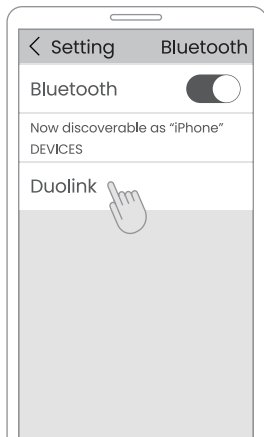 Setting Bluetooth
Bluetooth
Now discoverable as “iPhone”
DEVICES
Duolink